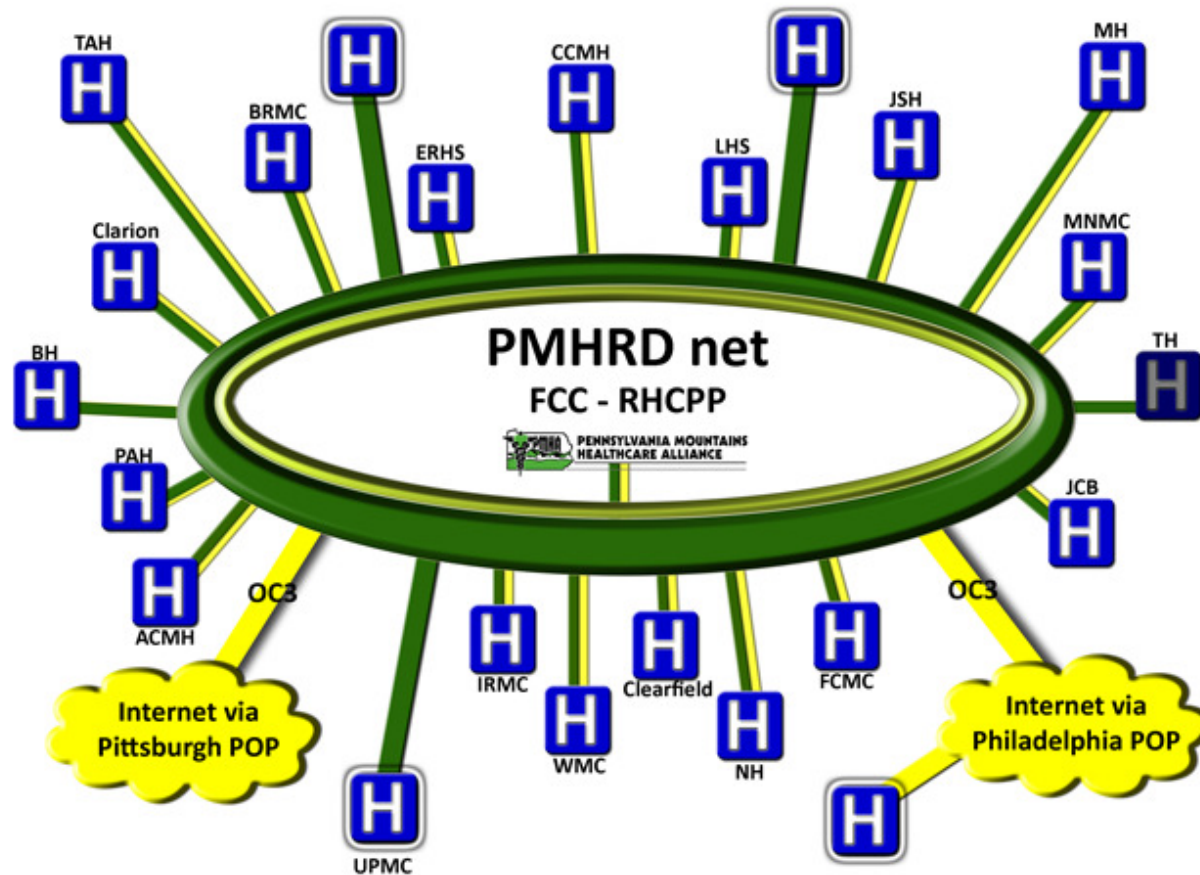 TAH
H
H
BRMC
H
ERHS
H
CCMH
H
LHS
H
H
JSH
H
MH
H
Clarion
H
MNMC
H
BH
H
TH
H
PMHRD net
FCC - RHCPP
PMHA
PENNSYLVANIA MOUNTAINS
HEALTHCARE ALLIANCE
PAH
H
JCB
H
H
ACMH
OC3
OC3
H
IRMC
H
WMC
H
Clearfield
H
NH
H
FCMC
Internet via
Pittsburgh POP
Internet via
Philadelphia POP
H
UPMC
H